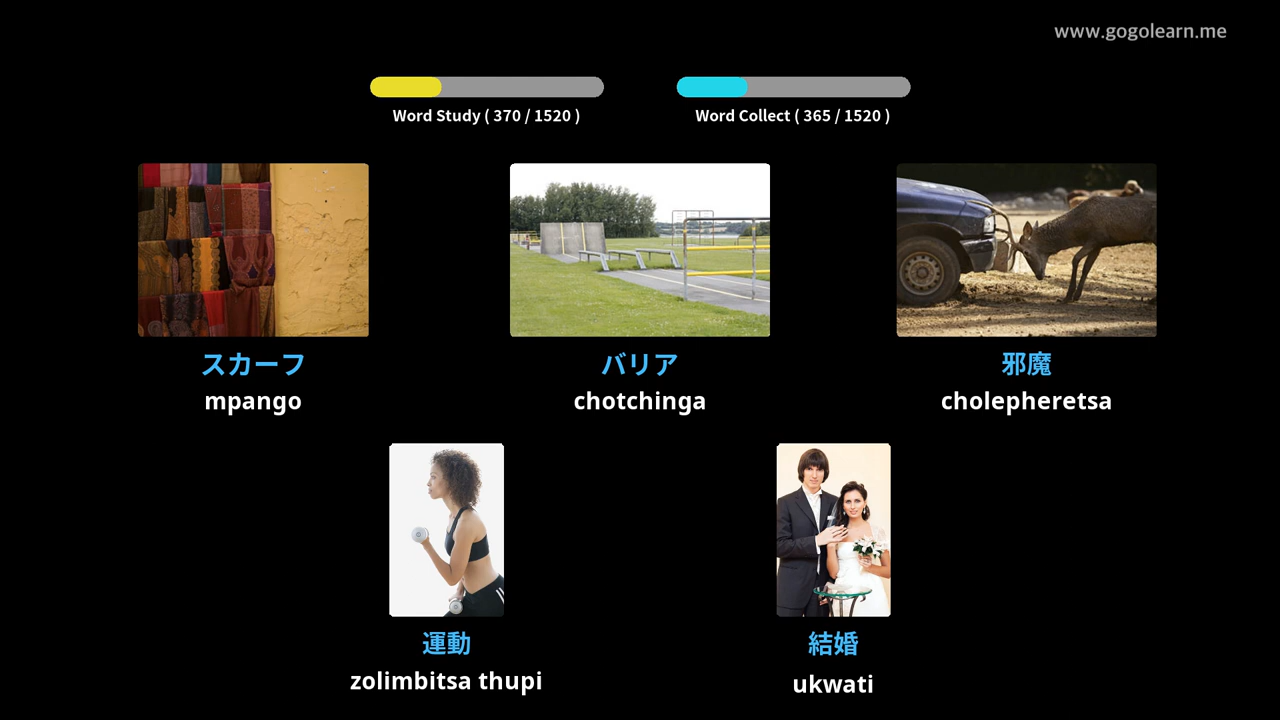 www.gogolearn.me
Word Study ( 370 / 1520 )
Word Collect ( 365 / 1520 )
スカーフ
mpango
バリア
chotchinga
邪魔
cholepheretsa
運動
zolimbitsa thupi
結婚
ukwati